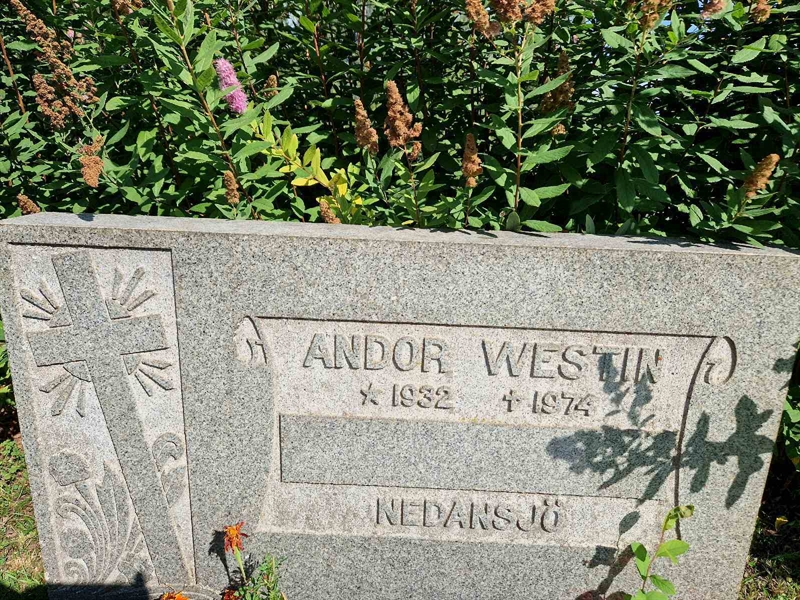 ANDOR WESTIN
★ 1932 ✝ 1974
NEDANSJÖ